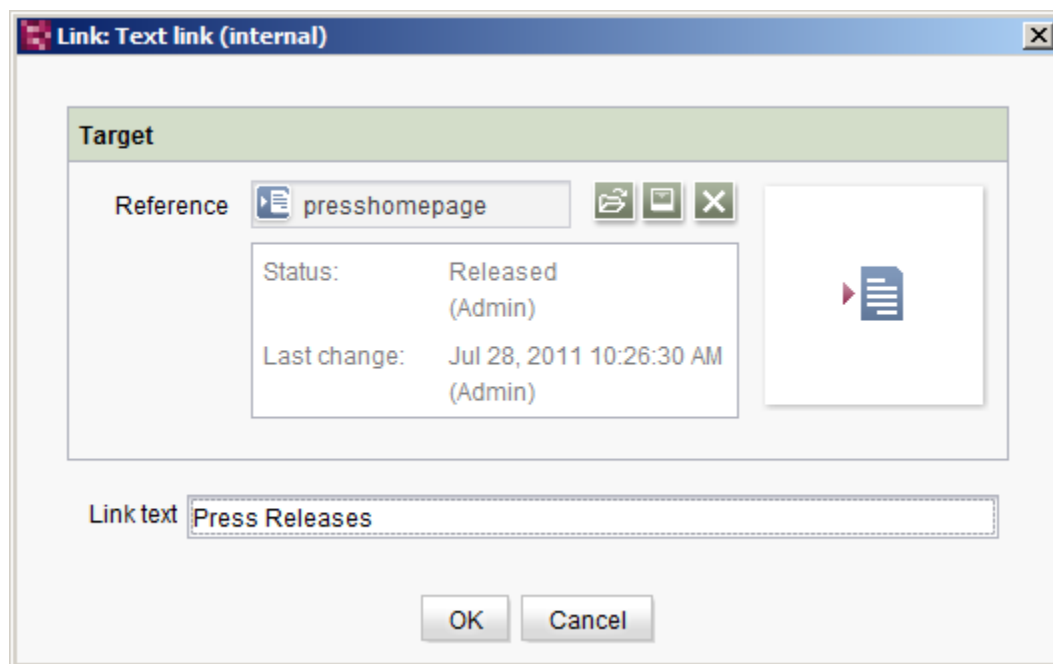 Link: Text link (internal)
Target
Reference presshomepage
Status: Released
(Admin)
Last change: Jul 28, 2011 10:26:30 AM
(Admin)
Link text Press Releases
OK Cancel